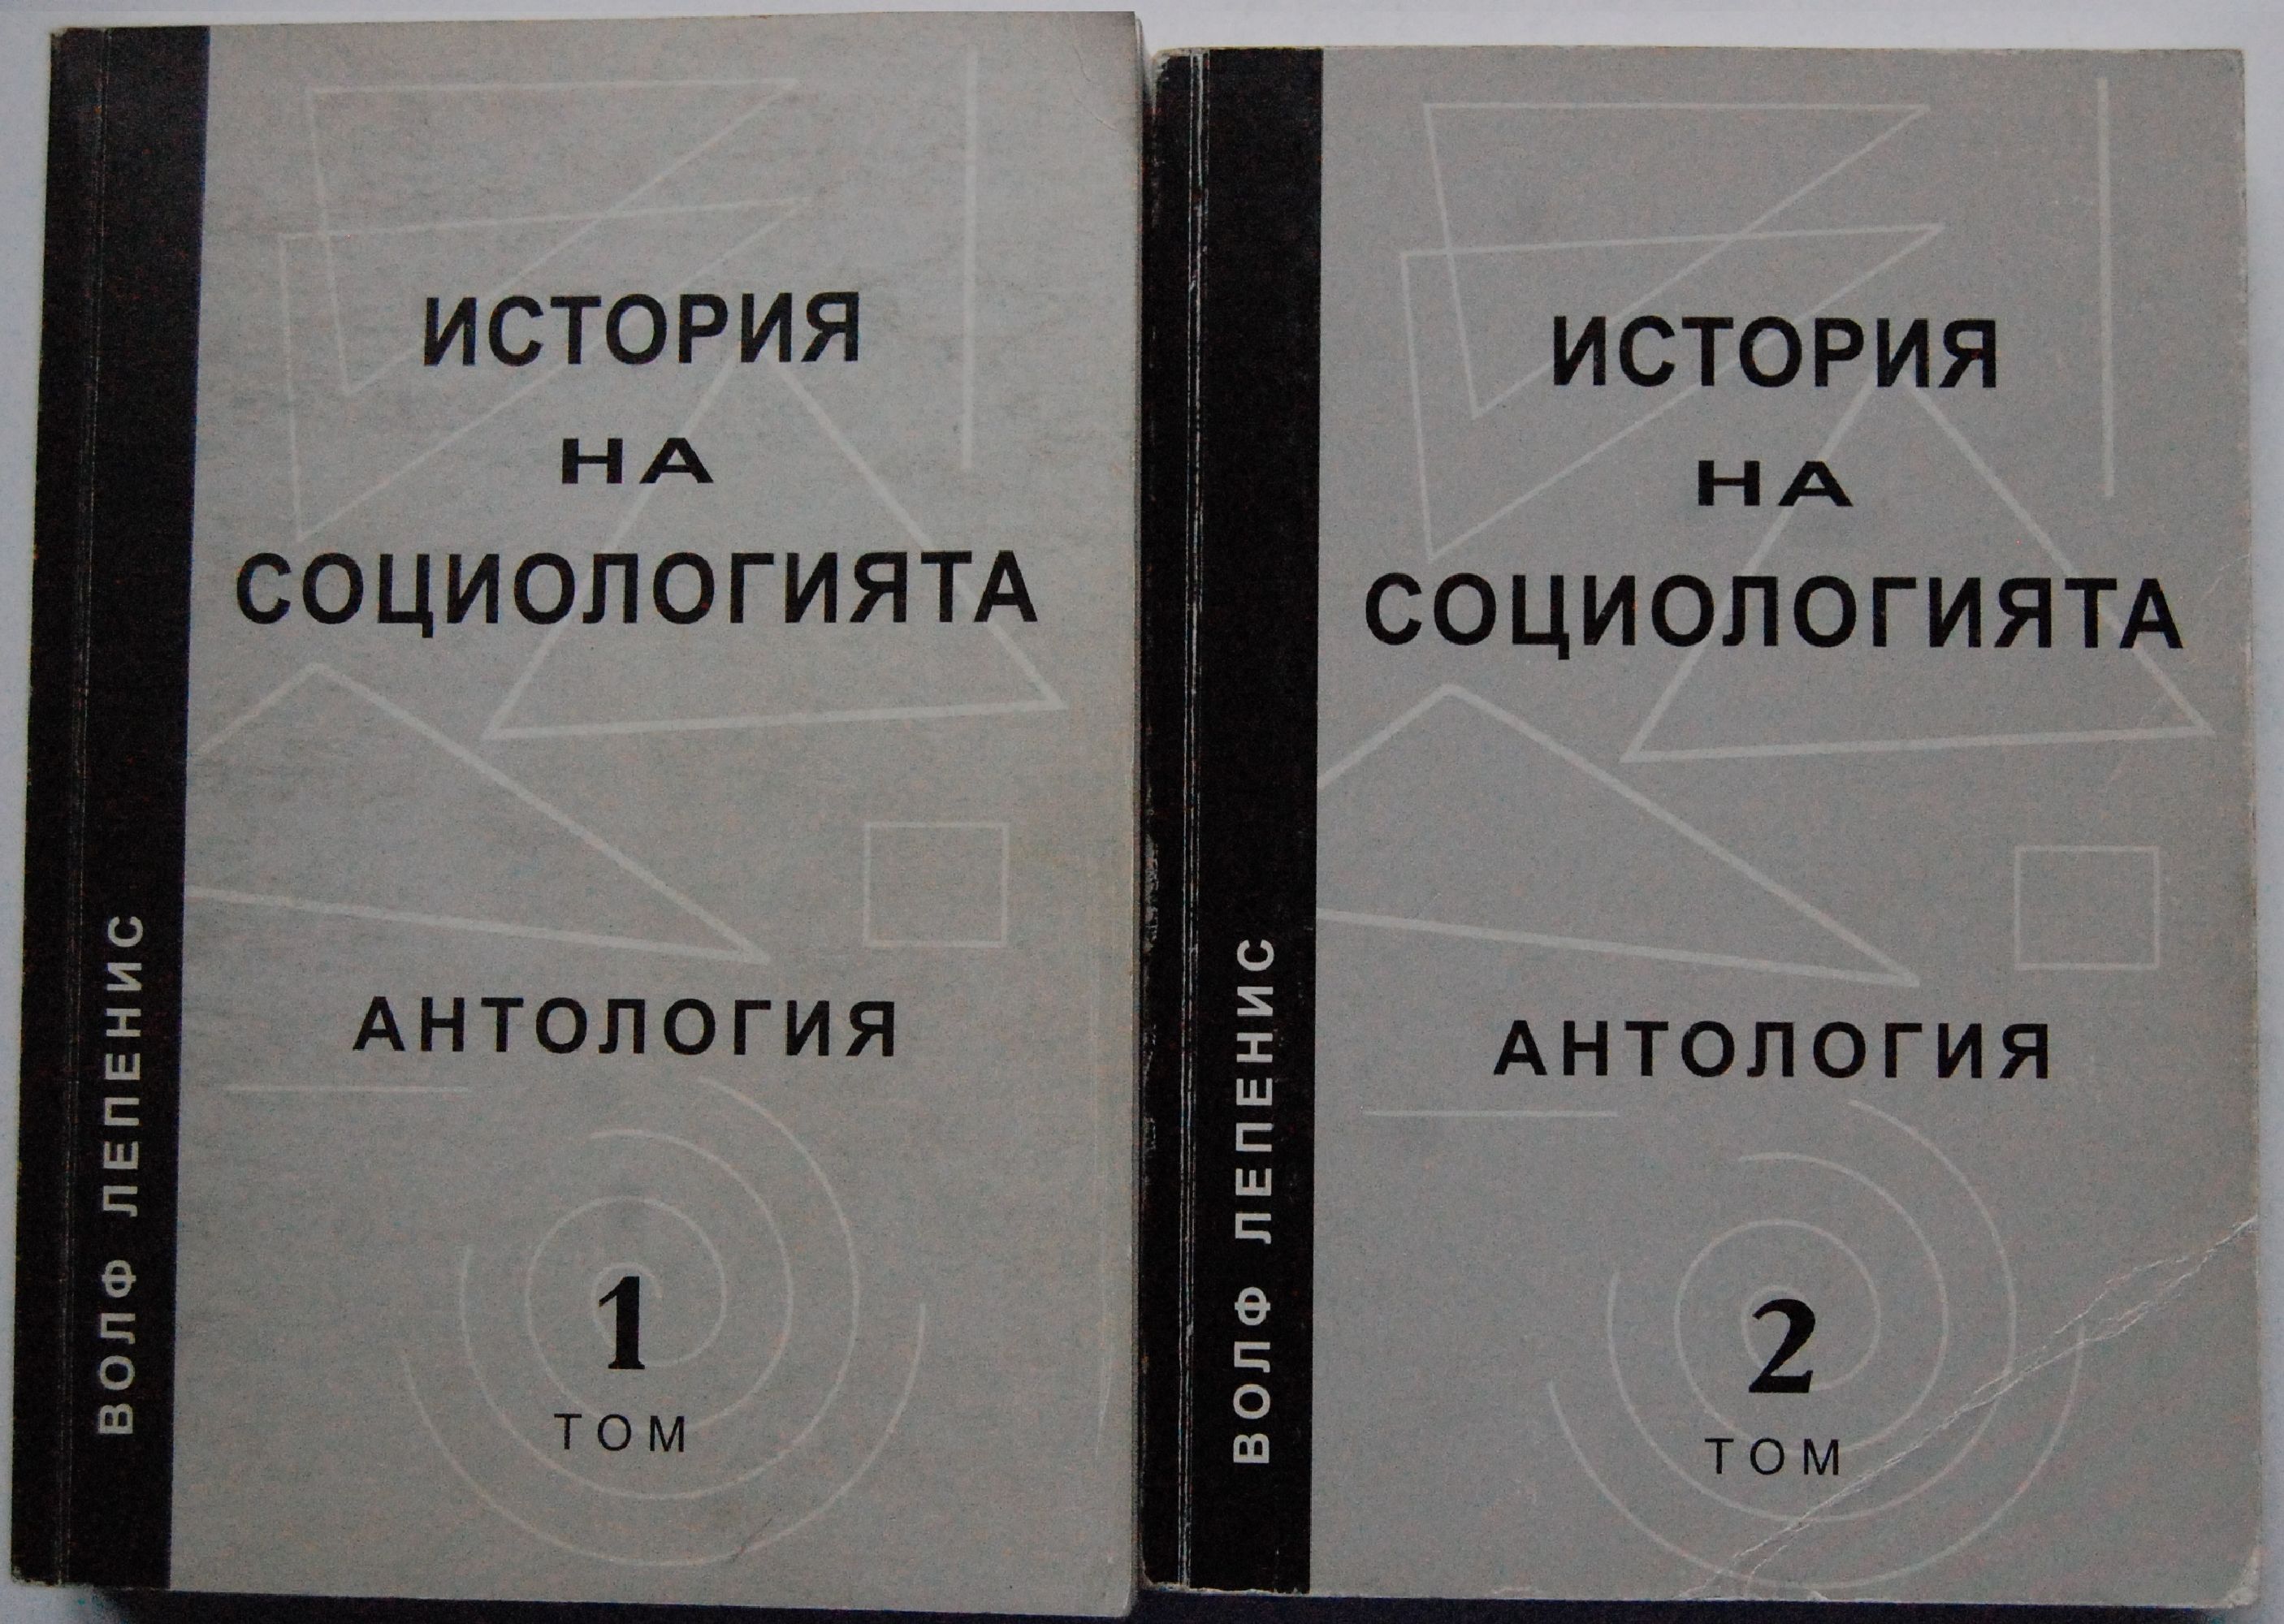 ВОЛФ ЛЕПЕНИС
ИСТОРИЯ
НА
СОЦИОЛОГИЯТА
АНТОЛОГИЯ
1
ТОМ
ВОЛФ ЛЕПЕНИС
ИСТОРИЯ
НА
СОЦИОЛОГИЯТА
АНТОЛОГИЯ
2
ТОМ